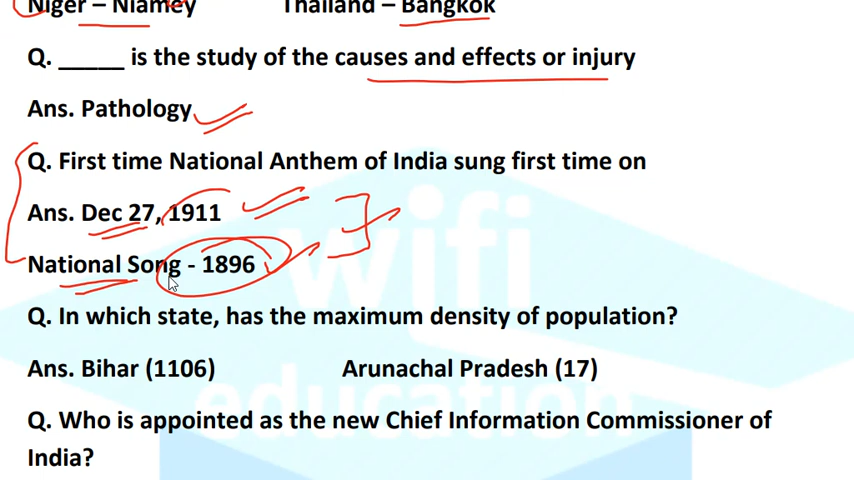 Niger – Niamey Thailand – Bangkok
Q. _____ is the study of the causes and effects or injury
Ans. Pathology
Q. First time National Anthem of India sung first time on
Ans. Dec 27, 1911
National Song - 1896
Q. In which state, has the maximum density of population?
Ans. Bihar (1106) Arunachal Pradesh (17)
Q. Who is appointed as the new Chief Information Commissioner of
India?
wifi
education